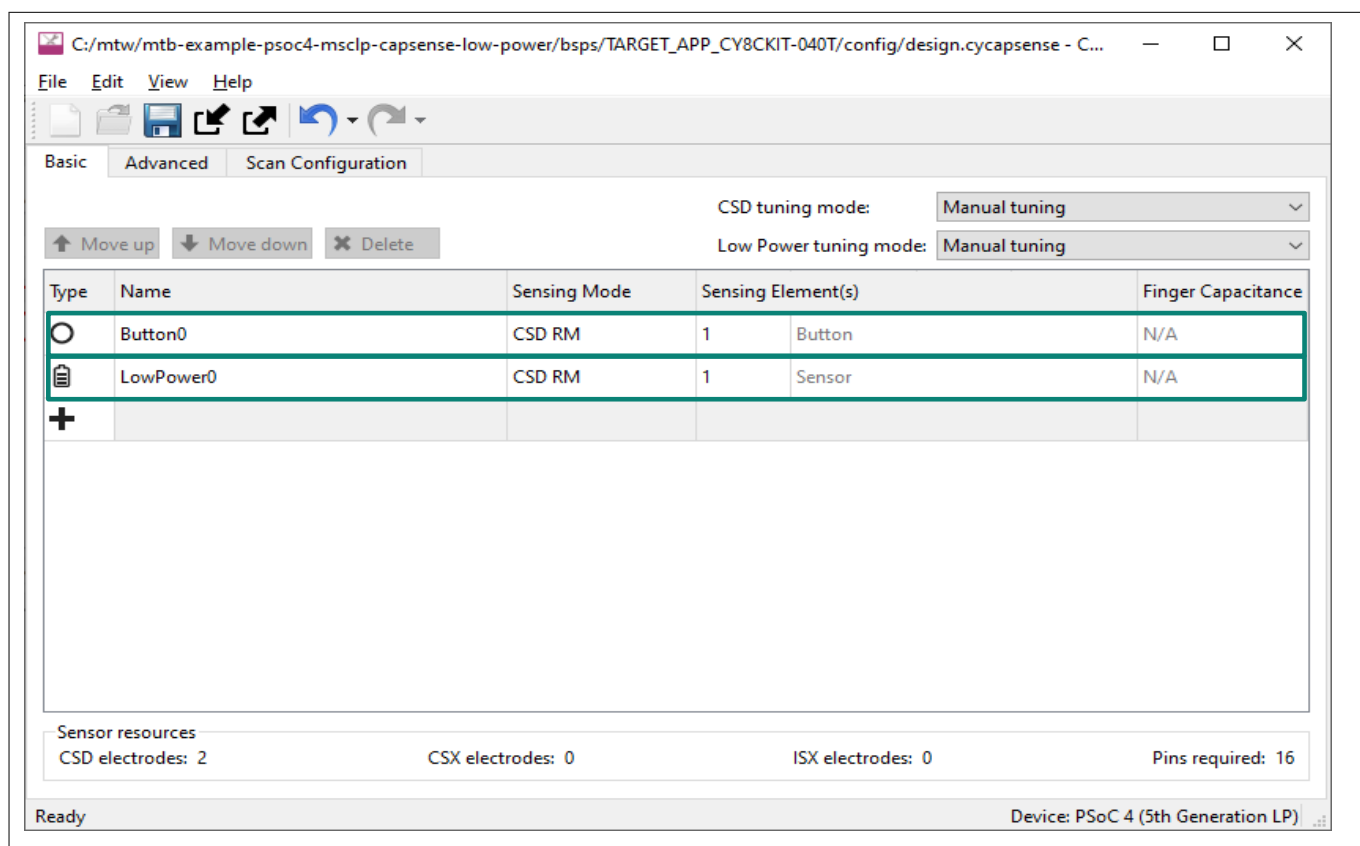 C:/mtw/mtb-example-psoc4-msclp-capsense-low-power/bsps/TARGET_APP_CY8CKIT-040T/config/design.cycapsense - C...
File Edit View Help
Basic Advanced Scan Configuration
CSD tuning mode: Manual tuning
Move up Move down Delete Low Power tuning mode: Manual tuning
Type Name Sensing Mode Sensing Element(s) Finger Capacitance
Button0 CSD RM 1 Button N/A
LowPower0 CSD RM 1 Sensor N/A
Sensor resources
CSD electrodes: 2 CSX electrodes: 0 ISX electrodes: 0 Pins required: 16
Ready Device: PSoC 4 (5th Generation LP)